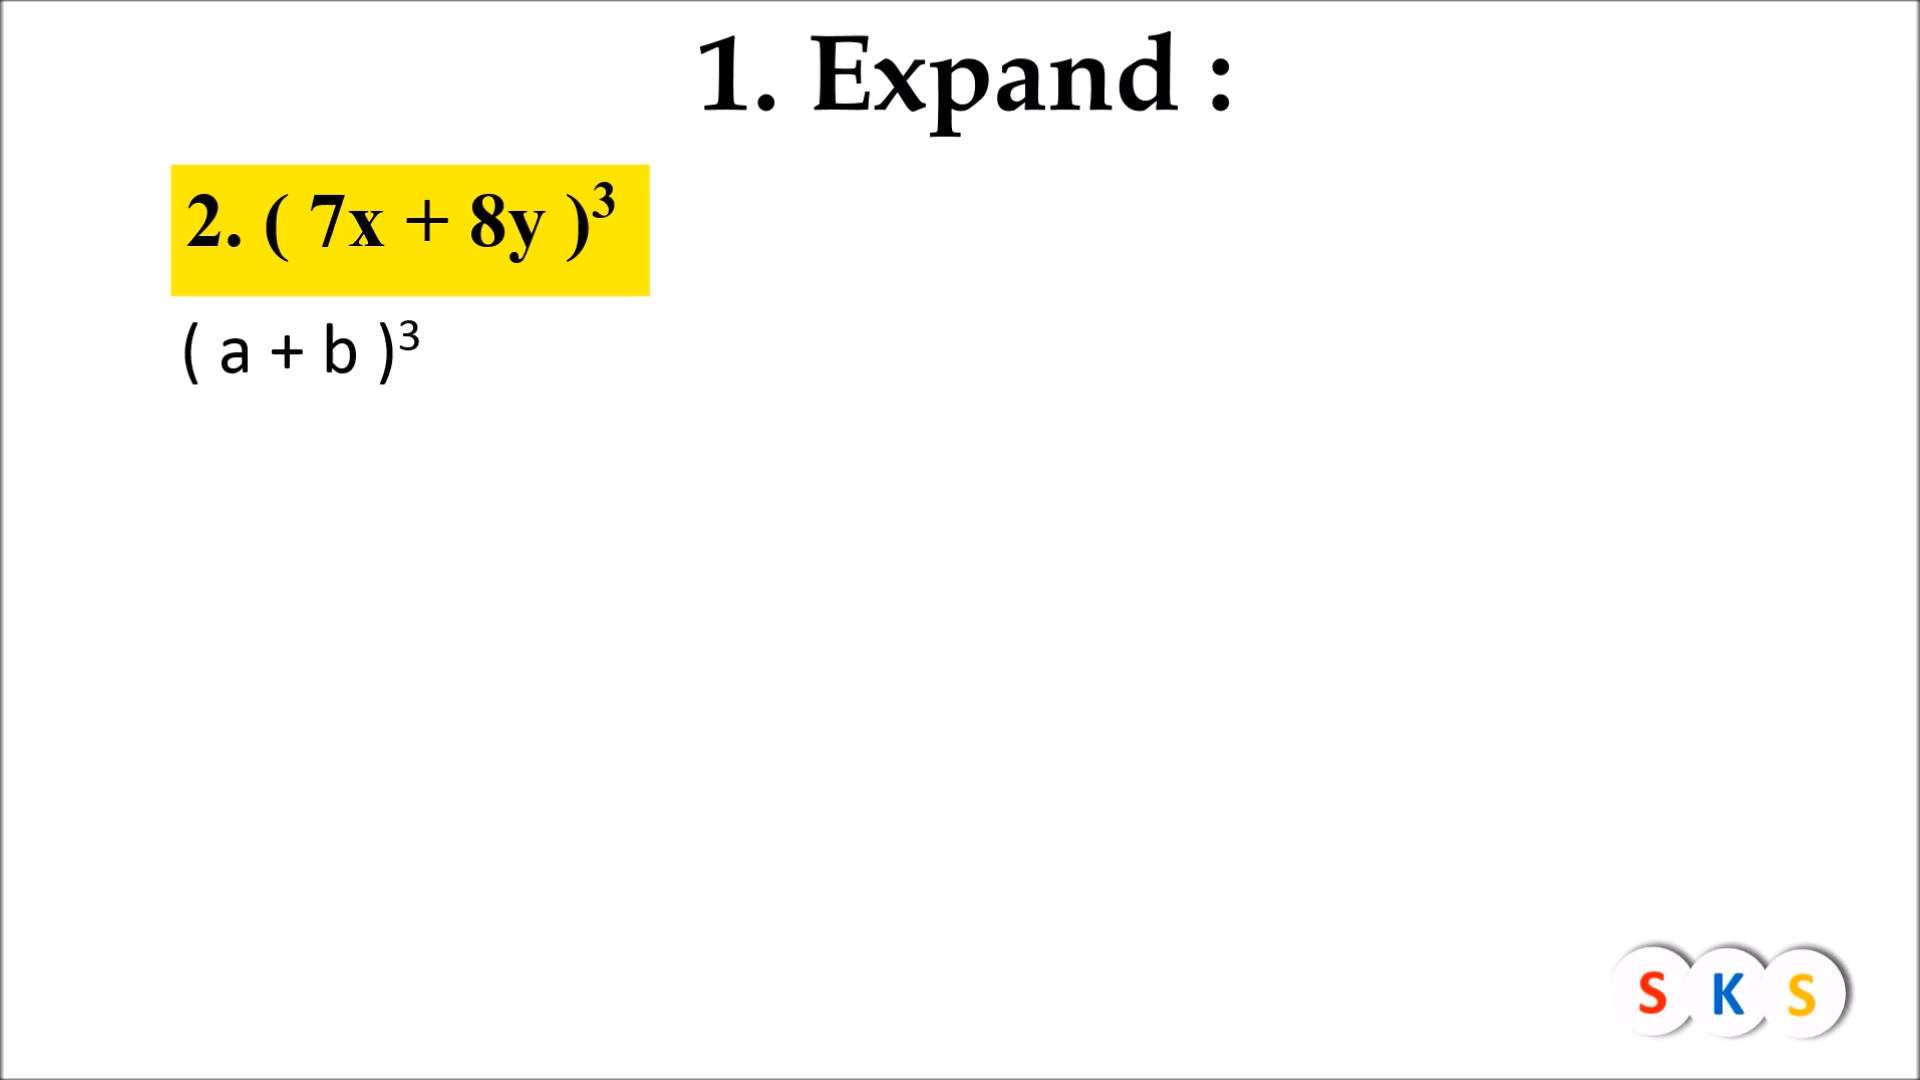 1. Expand :
2. ( 7x + 8y )³
( a + b )³
S K S